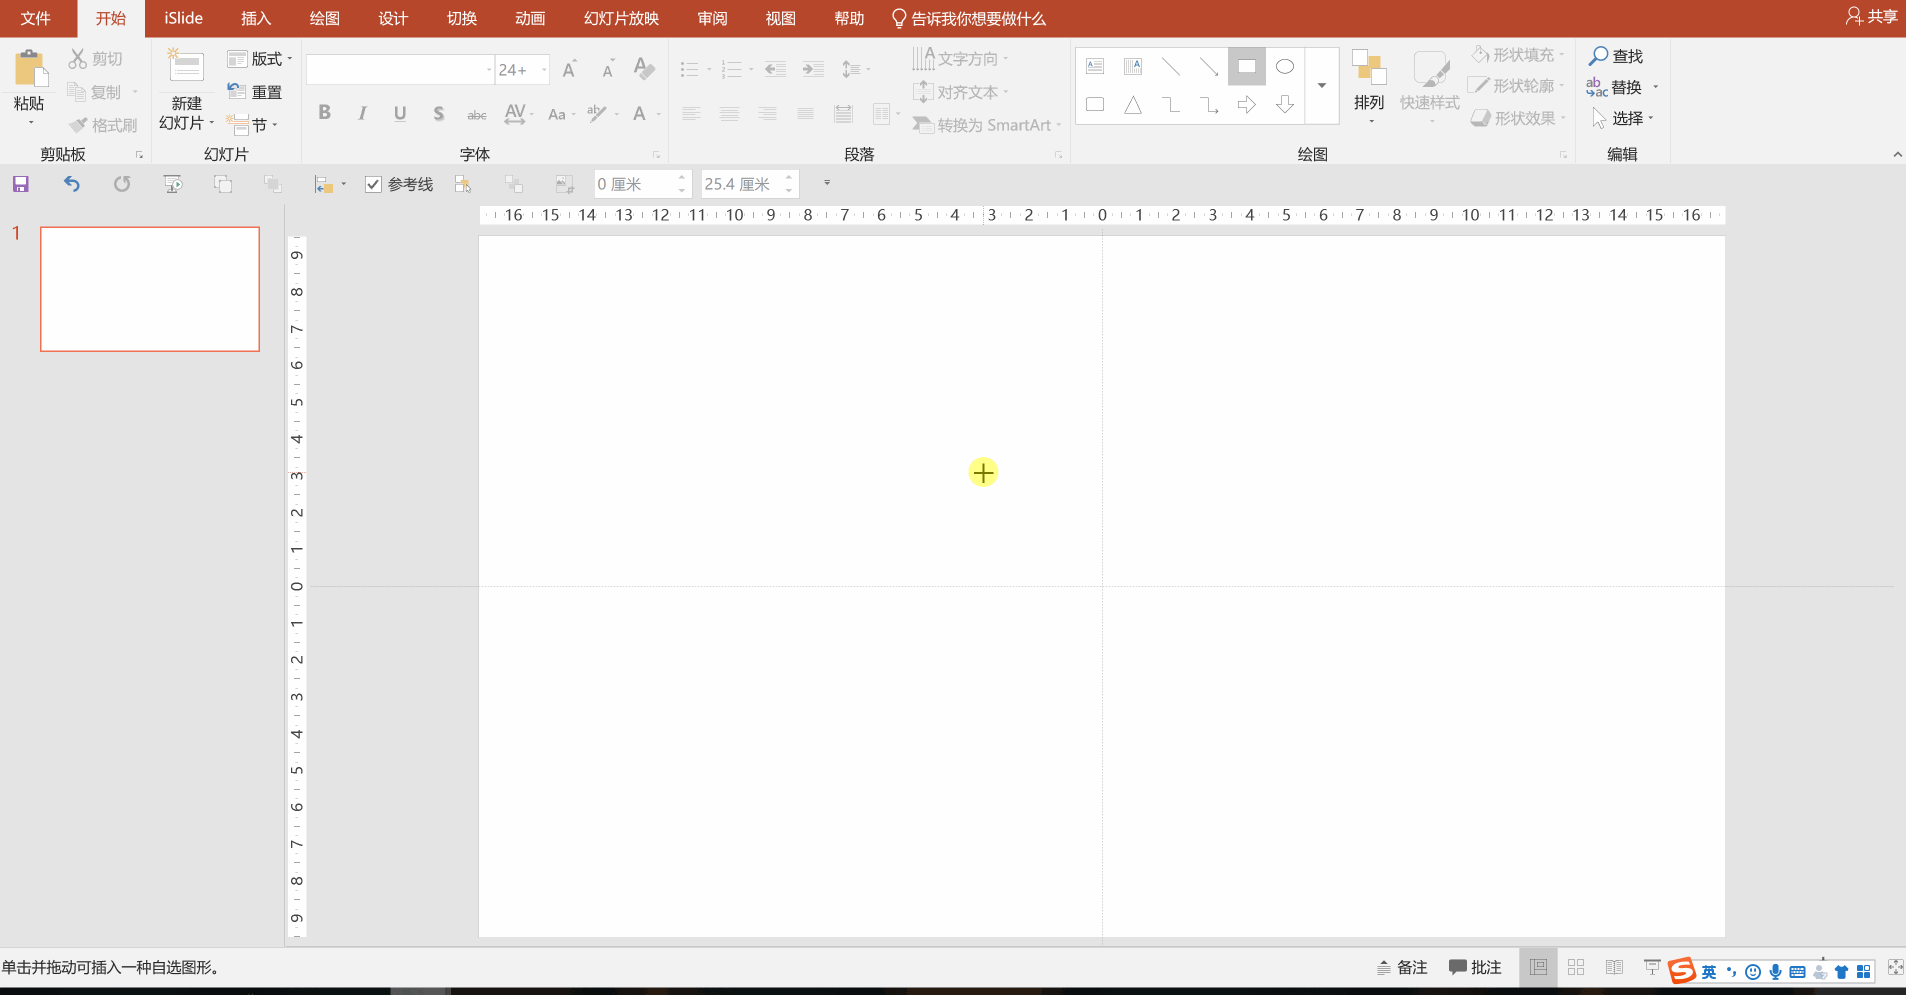 文件 开始 iSlide 插入 绘图 设计 切换 动画 幻灯片放映 审阅 视图 帮助 告诉我你想要做什么 共享
粘贴 剪切 复制 格式刷 剪贴板
新建 幻灯片 版式 重置 节 幻灯片
24+
B I U S abc AV Aa ab A 字体
文字方向 对齐文本 转换为 SmartArt 段落
排列 快速样式 形状填充 形状轮廓 形状效果 绘图
查找 替换 选择 编辑
参考线 0 厘米 25.4 厘米
16 15 14 13 12 11 10 9 8 7 6 5 4 3 2 1 0 1 2 3 4 5 6 7 8 9 10 11 12 13 14 15 16
1
9
8
7
6
5
4
3
2
1
0
1
2
3
4
5
6
7
8
9
单击并拖动可插入一种自选图形。 备注 批注 英